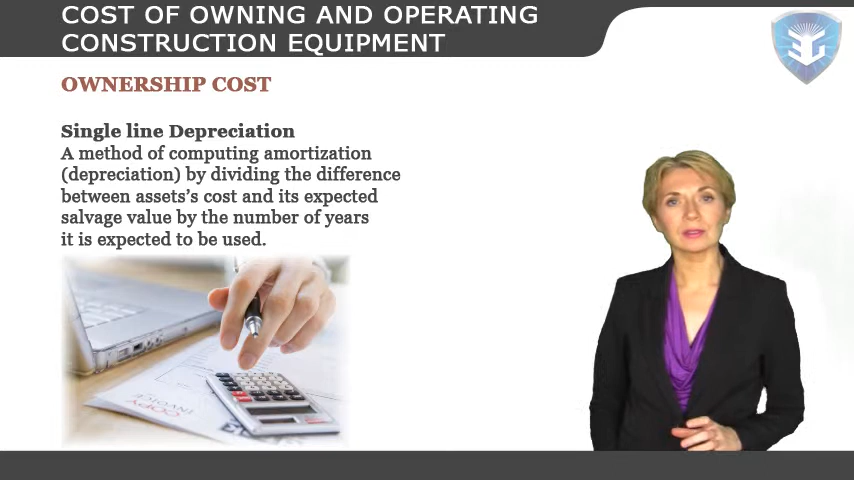 COST OF OWNING AND OPERATING
CONSTRUCTION EQUIPMENT
OWNERSHIP COST
Single line Depreciation
A method of computing amortization
(depreciation) by dividing the difference
between assets's cost and its expected
salvage value by the number of years
it is expected to be used.
COPY
INVOICE